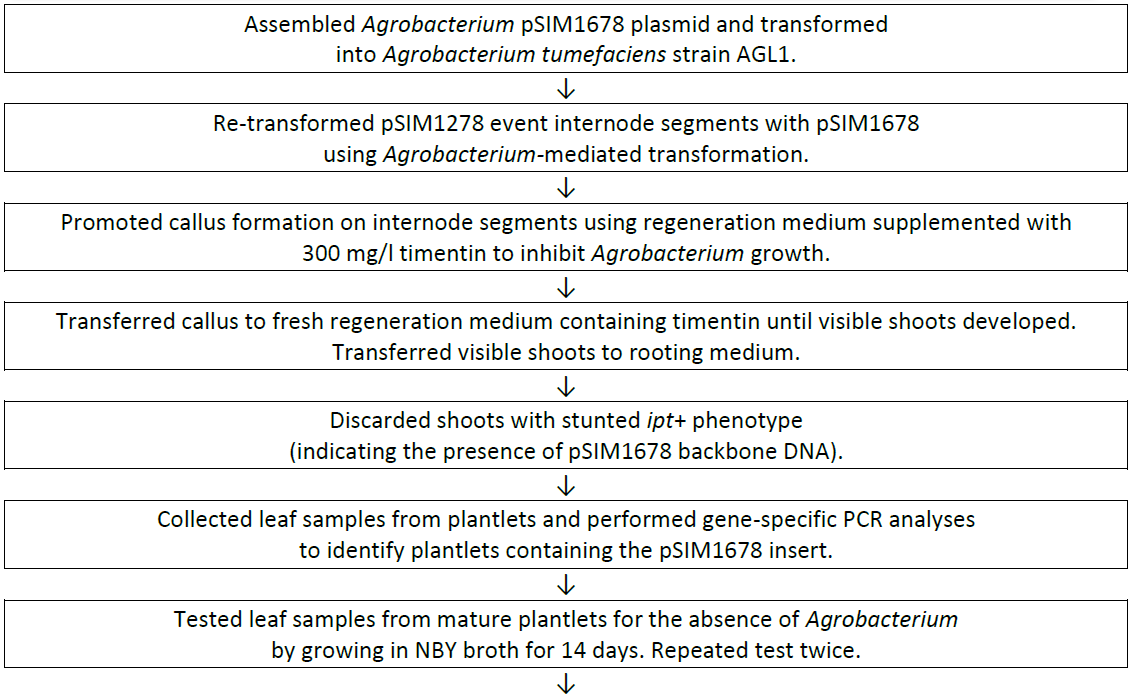 Assembled Agrobacterium pSIM1678 plasmid and transformed
into Agrobacterium tumefaciens strain AGL1.
↓
Re-transformed pSIM1278 event internode segments with pSIM1678
using Agrobacterium-mediated transformation.
↓
Promoted callus formation on internode segments using regeneration medium supplemented with
300 mg/l timentin to inhibit Agrobacterium growth.
↓
Transferred callus to fresh regeneration medium containing timentin until visible shoots developed.
Transferred visible shoots to rooting medium.
↓
Discarded shoots with stunted ipt+ phenotype
(indicating the presence of pSIM1678 backbone DNA).
↓
Collected leaf samples from plantlets and performed gene-specific PCR analyses
to identify plantlets containing the pSIM1678 insert.
↓
Tested leaf samples from mature plantlets for the absence of Agrobacterium
by growing in NBY broth for 14 days. Repeated test twice.
↓